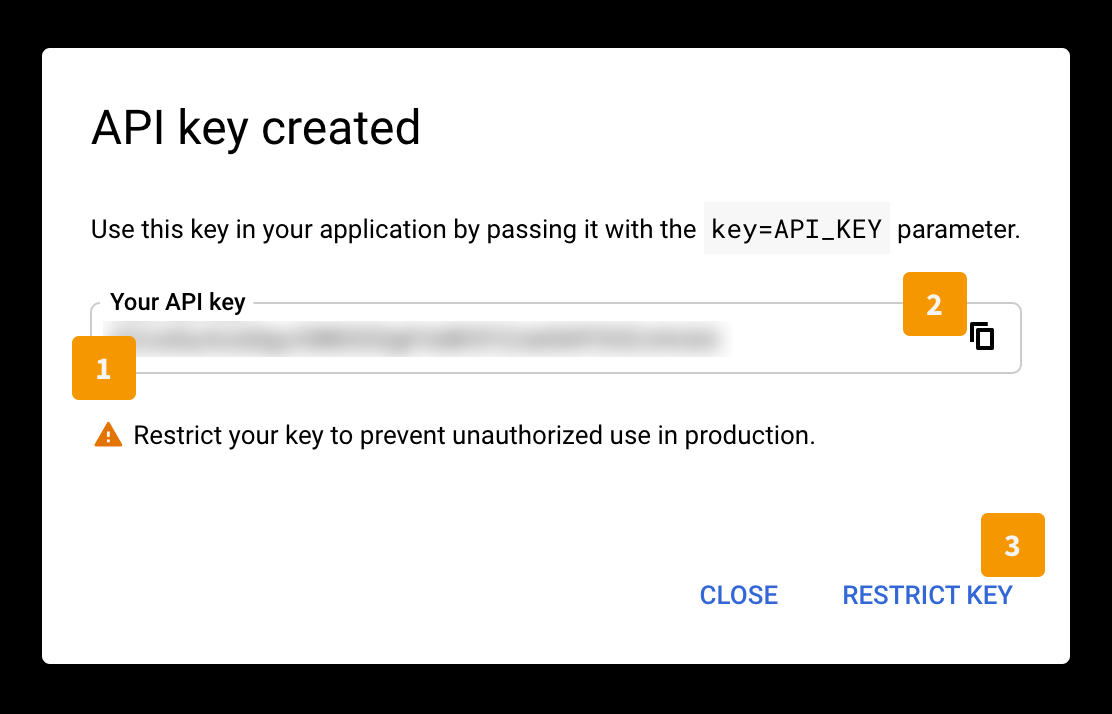 API key created
Use this key in your application by passing it with the key=API_KEY parameter.
Your API key
2
1
Restrict your key to prevent unauthorized use in production.
3
CLOSE RESTRICT KEY